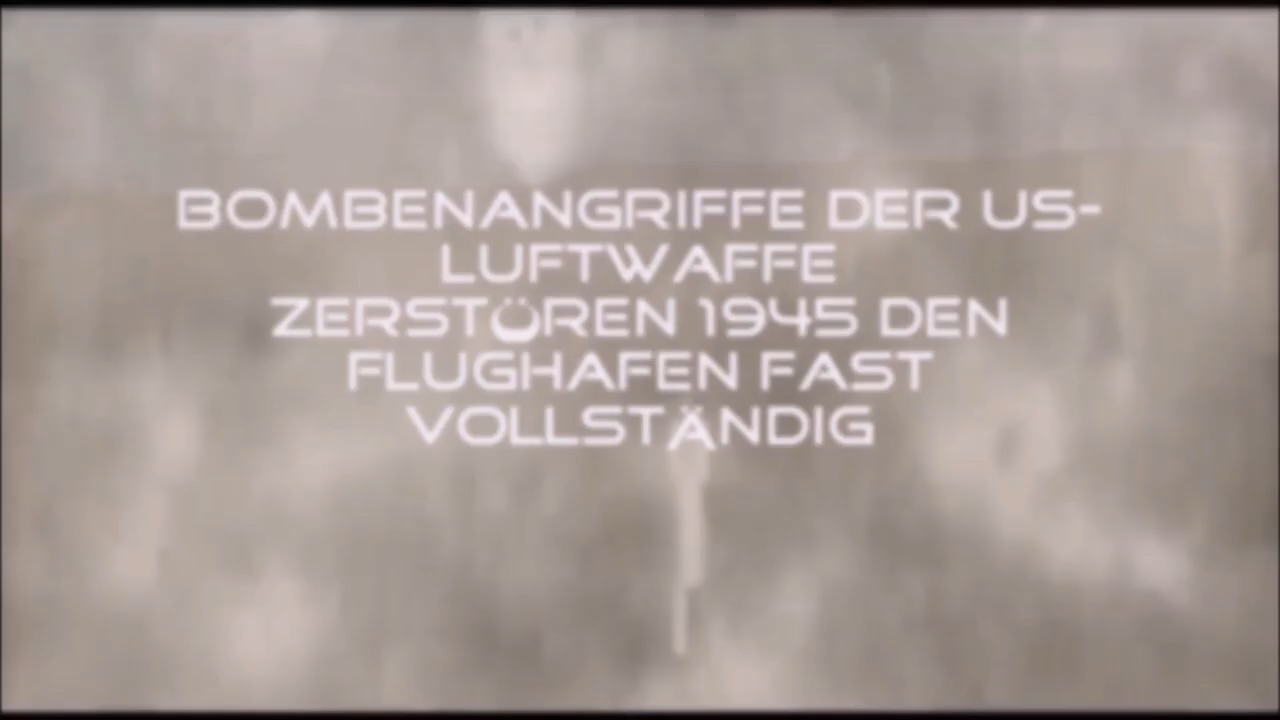 BOMBENANGRIFFE DER US-
LUFTWAFFE
ZERSTÖREN 1945 DEN
FLUGHAFEN FAST
VOLLSTÄNDIG